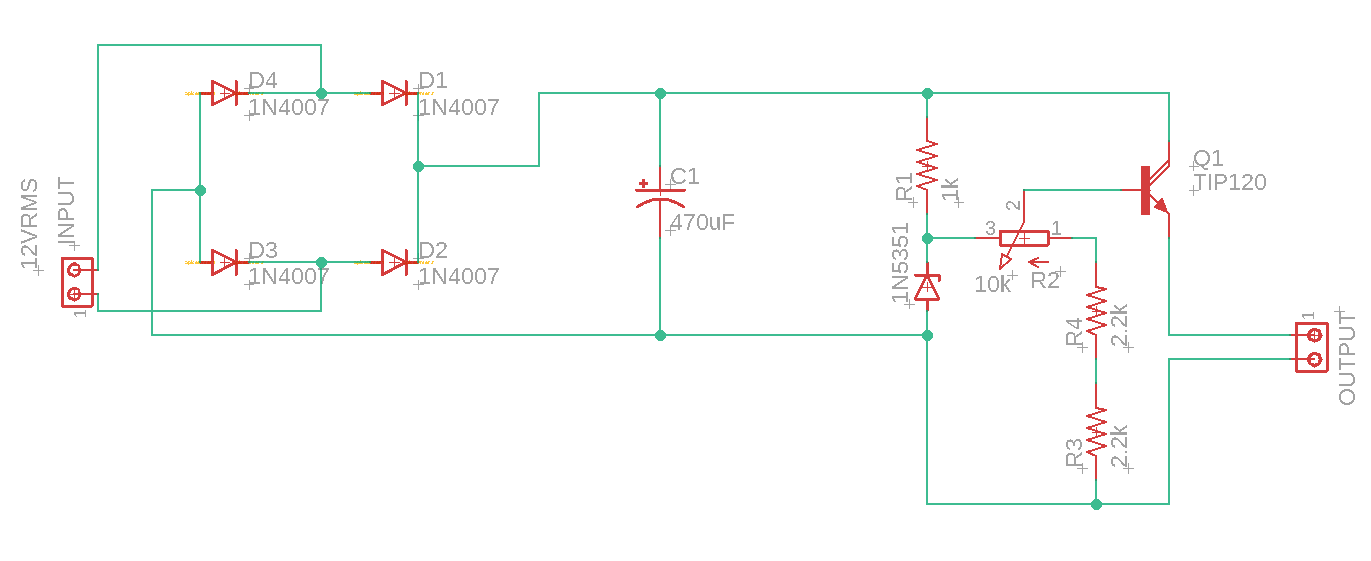 12VRMS
INPUT
1
D4
1N4007
D1
1N4007
D3
1N4007
D2
1N4007
C1
470uF
R1
1k
1N5351
3
2
1
10k
R2
Q1
TIP120
R4
2.2k
R3
2.2k
1
OUTPUT